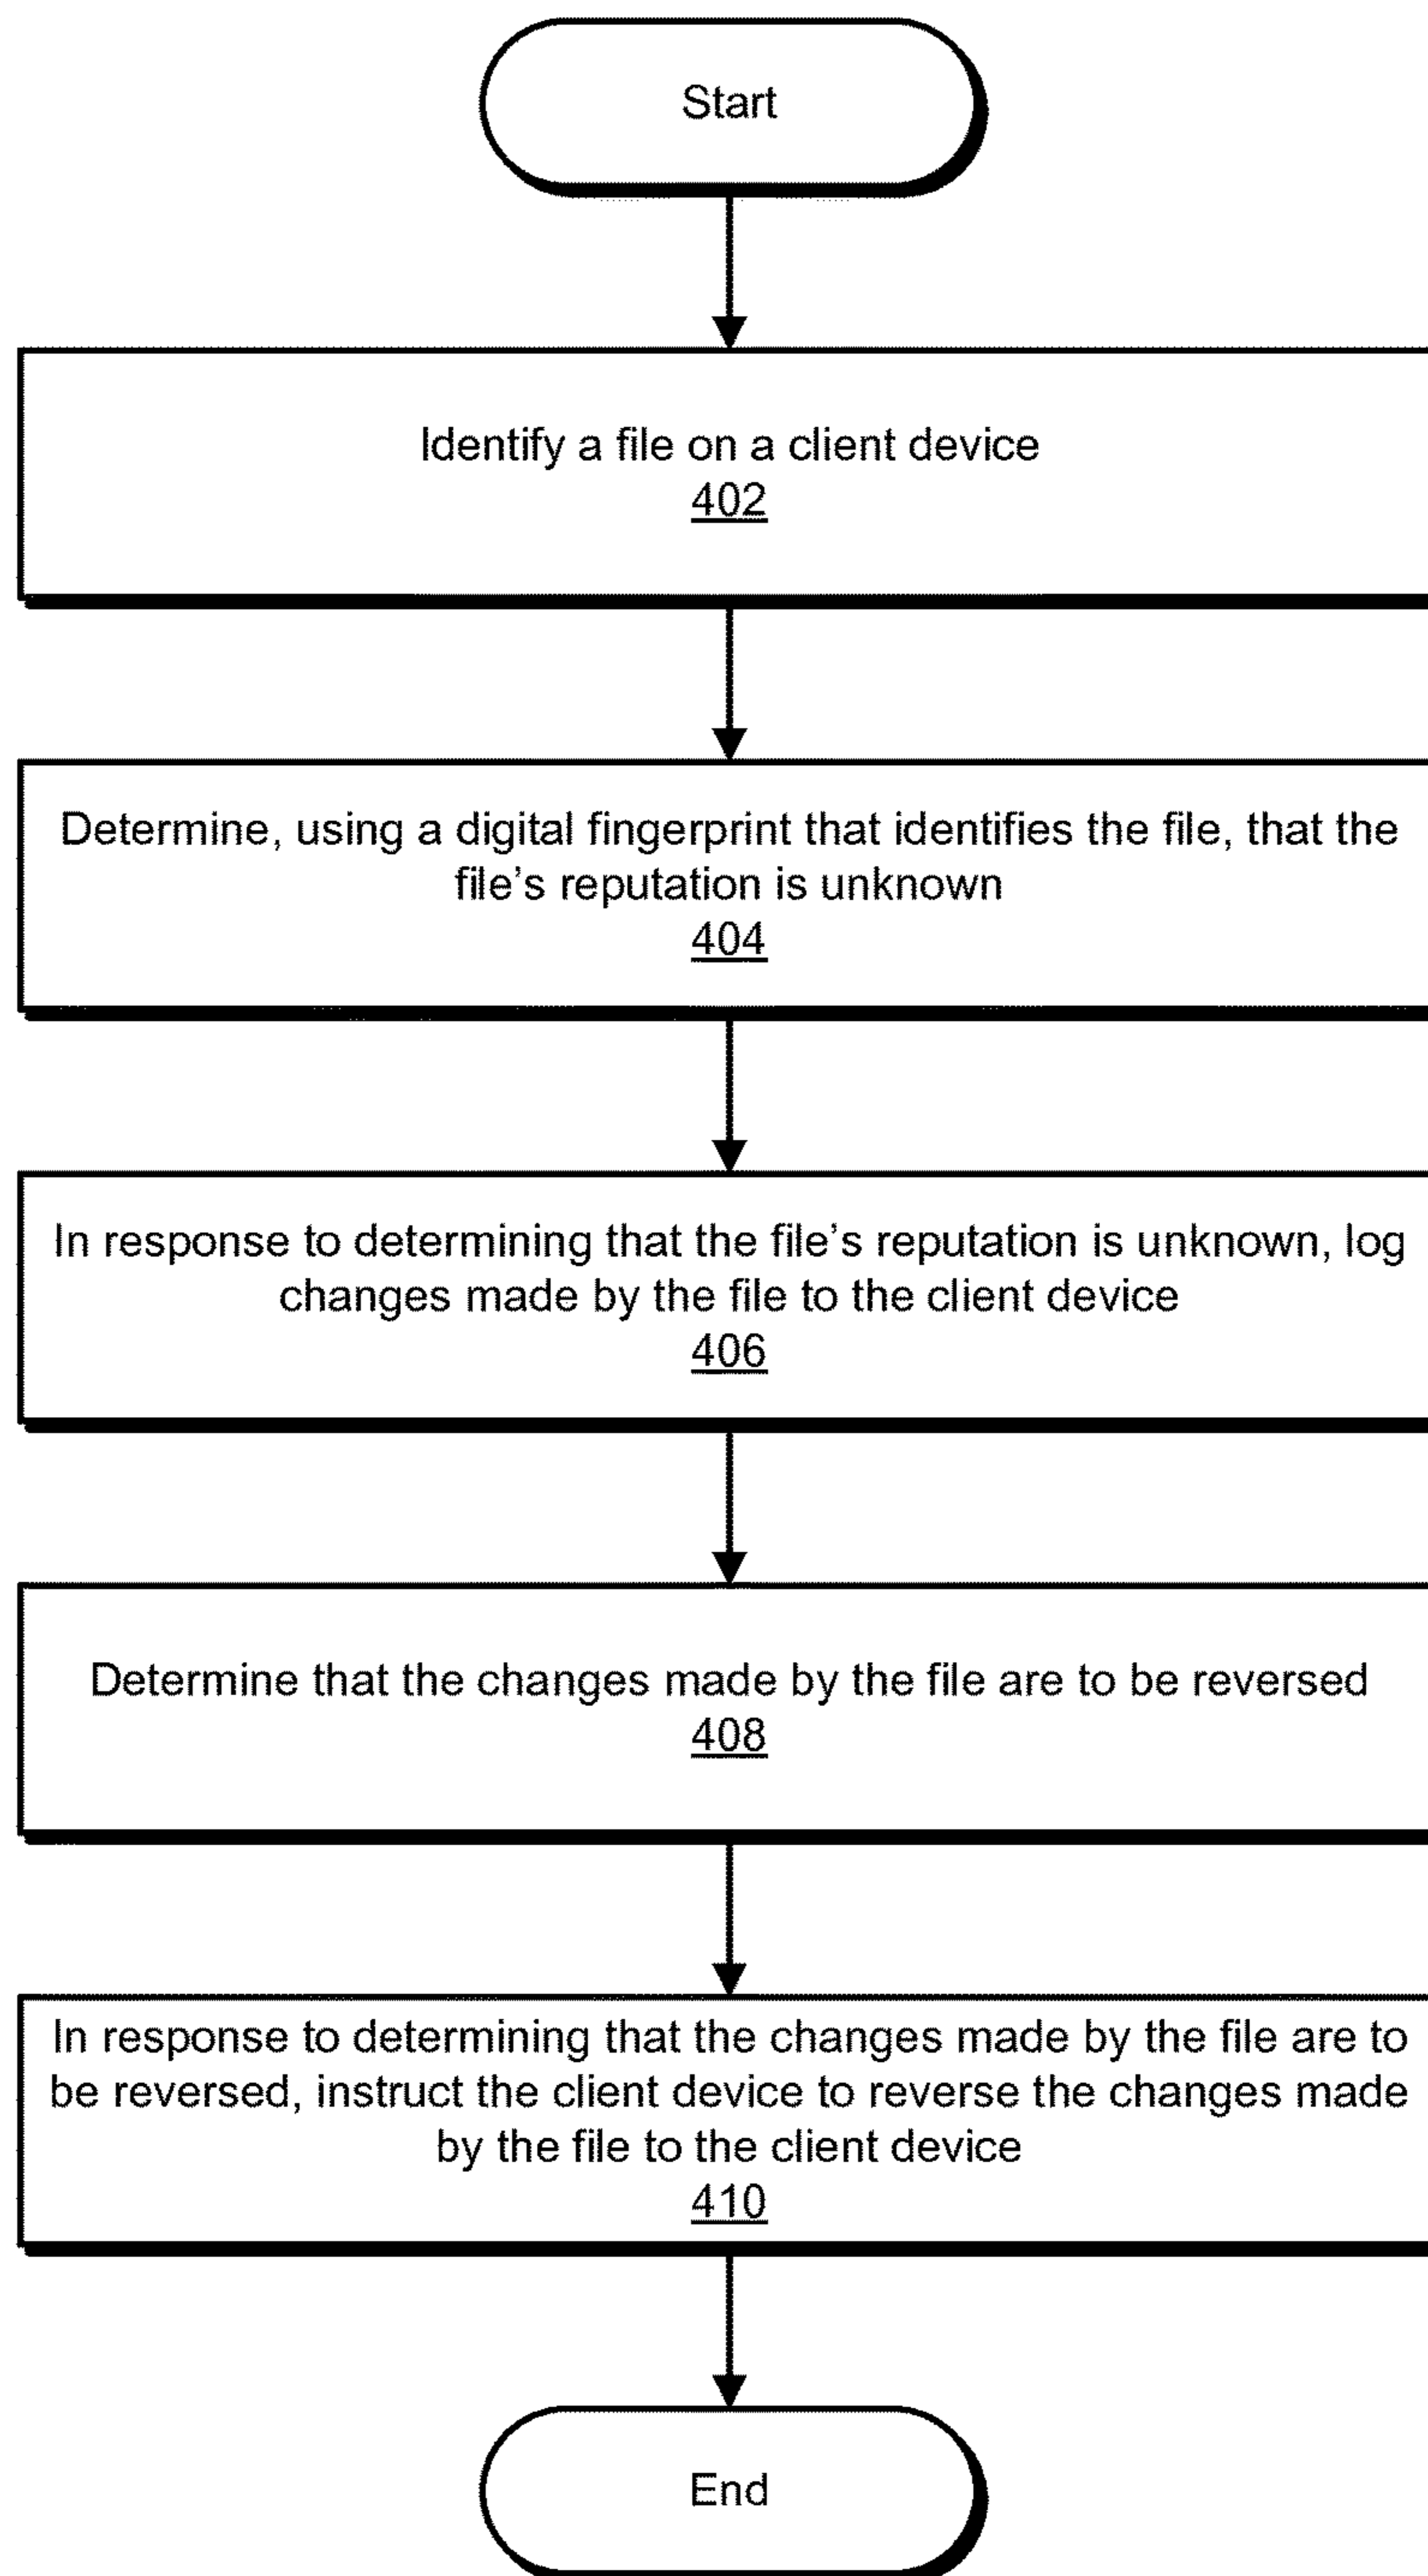 Start
Identify a file on a client device
402
Determine, using a digital fingerprint that identifies the file, that the
file's reputation is unknown
404
In response to determining that the file's reputation is unknown, log
changes made by the file to the client device
406
Determine that the changes made by the file are to be reversed
408
In response to determining that the changes made by the file are to
be reversed, instruct the client device to reverse the changes made
by the file to the client device
410
End